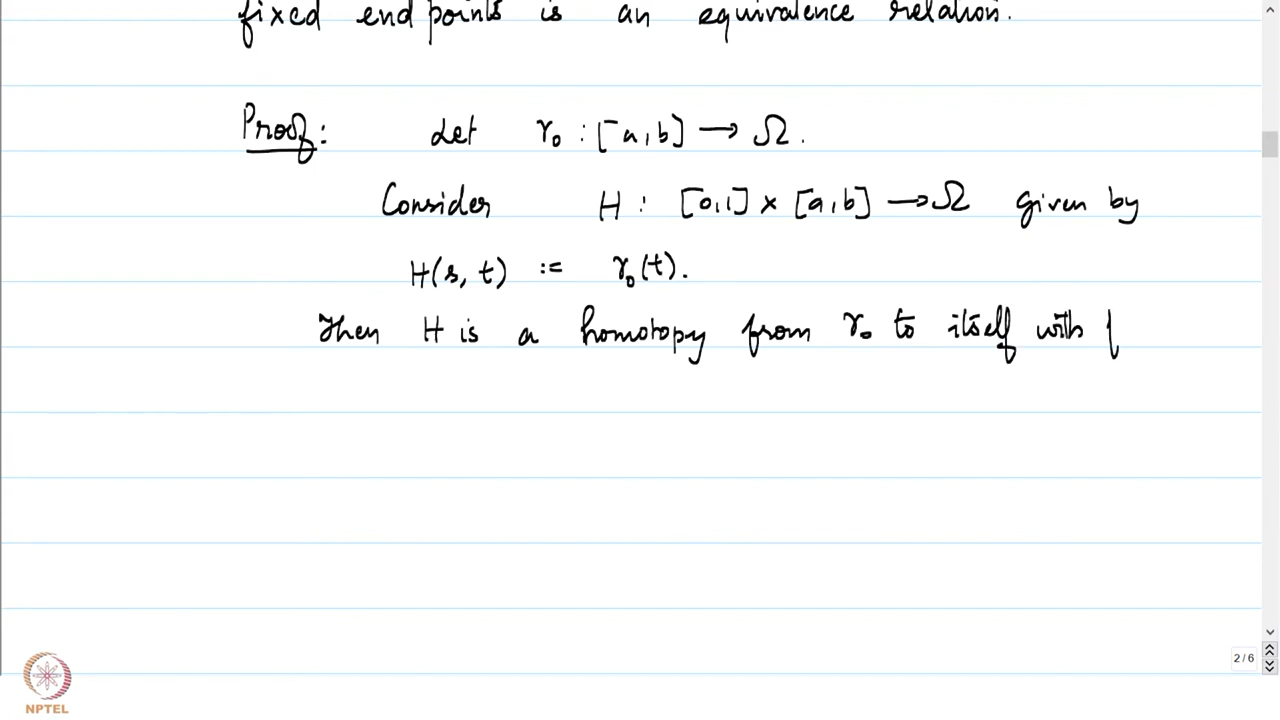 fixed end points is an equivalence relation.
Proof: Let γ₀ : [a,b] → Ω.
Consider H : [0,1] × [a,b] → Ω given by
H(s, t) := γ₀(t).
Then H is a homotopy from γ₀ to itself with
2 / 6
NPTEL